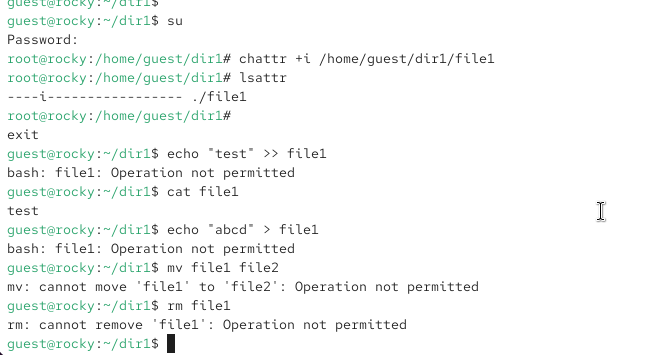 guest@rocky:~/dir1$
guest@rocky:~/dir1$ su
Password:
root@rocky:/home/guest/dir1# chattr +i /home/guest/dir1/file1
root@rocky:/home/guest/dir1# lsattr
----i----------------- ./file1
root@rocky:/home/guest/dir1#
exit
guest@rocky:~/dir1$ echo "test" >> file1
bash: file1: Operation not permitted
guest@rocky:~/dir1$ cat file1
test
guest@rocky:~/dir1$ echo "abcd" > file1
bash: file1: Operation not permitted
guest@rocky:~/dir1$ mv file1 file2
mv: cannot move 'file1' to 'file2': Operation not permitted
guest@rocky:~/dir1$ rm file1
rm: cannot remove 'file1': Operation not permitted
guest@rocky:~/dir1$